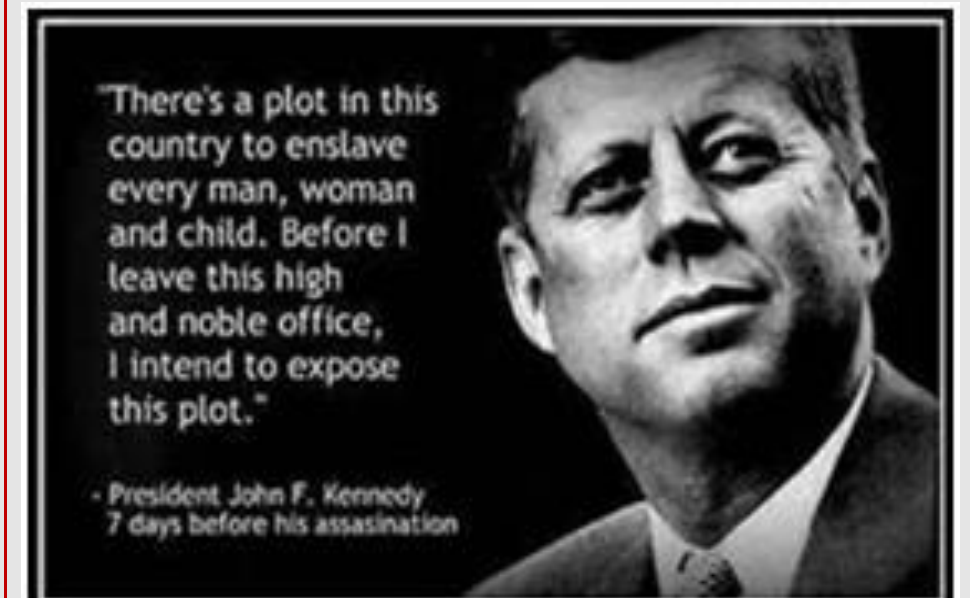 "There's a plot in this
country to enslave
every man, woman
and child. Before I
leave this high
and noble office,
I intend to expose
this plot."
- President John F. Kennedy
7 days before his assasination